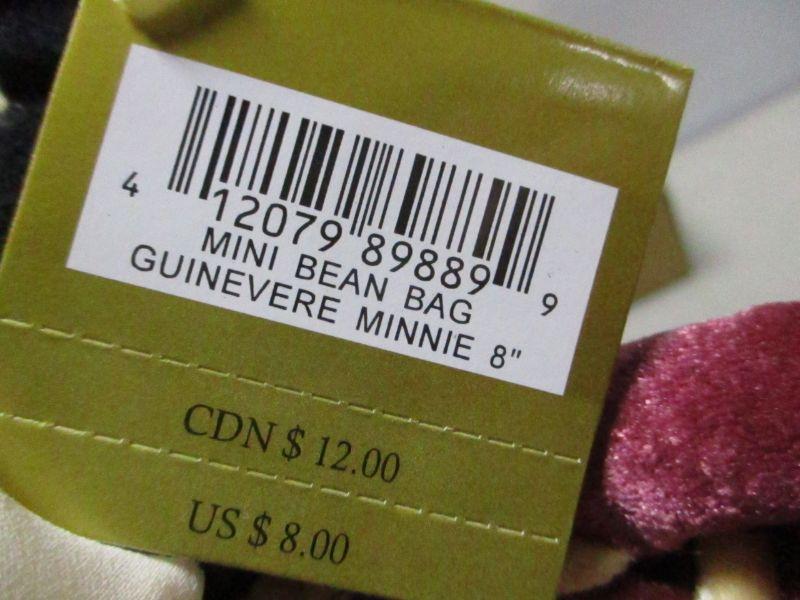 4 12079 89889 9
MINI BEAN BAG
GUINEVERE MINNIE 8"
CDN $ 12.00
US $ 8.00